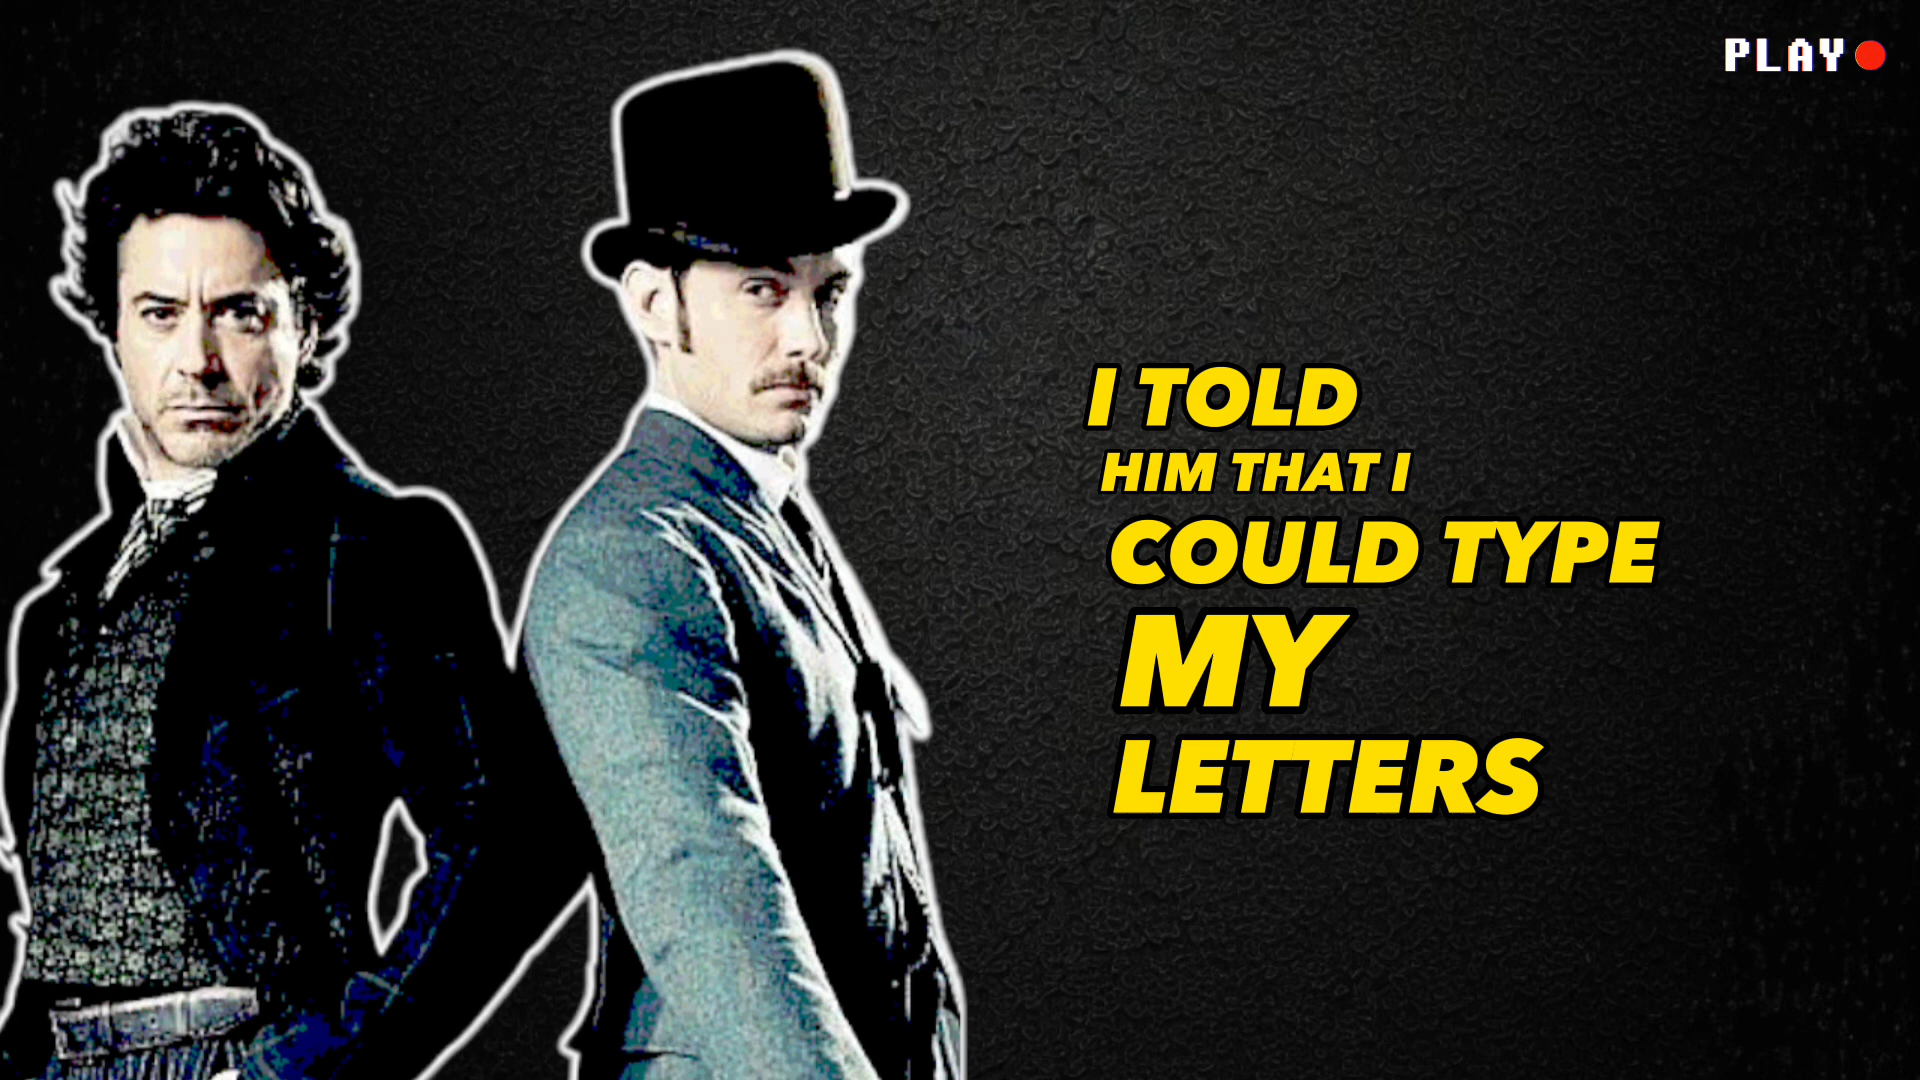 PLAY
I TOLD
HIM THAT I
COULD TYPE
MY
LETTERS